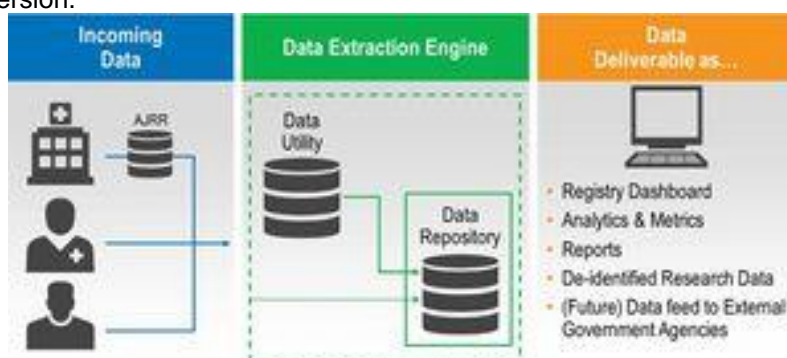 ersion.
Incoming
Data
Data Extraction Engine
Data
Deliverable as...
AJRR
Data
Utility
Data
Repository
• Registry Dashboard
• Analytics & Metrics
• Reports
• De-identified Research Data
• (Future) Data feed to External
Government Agencies